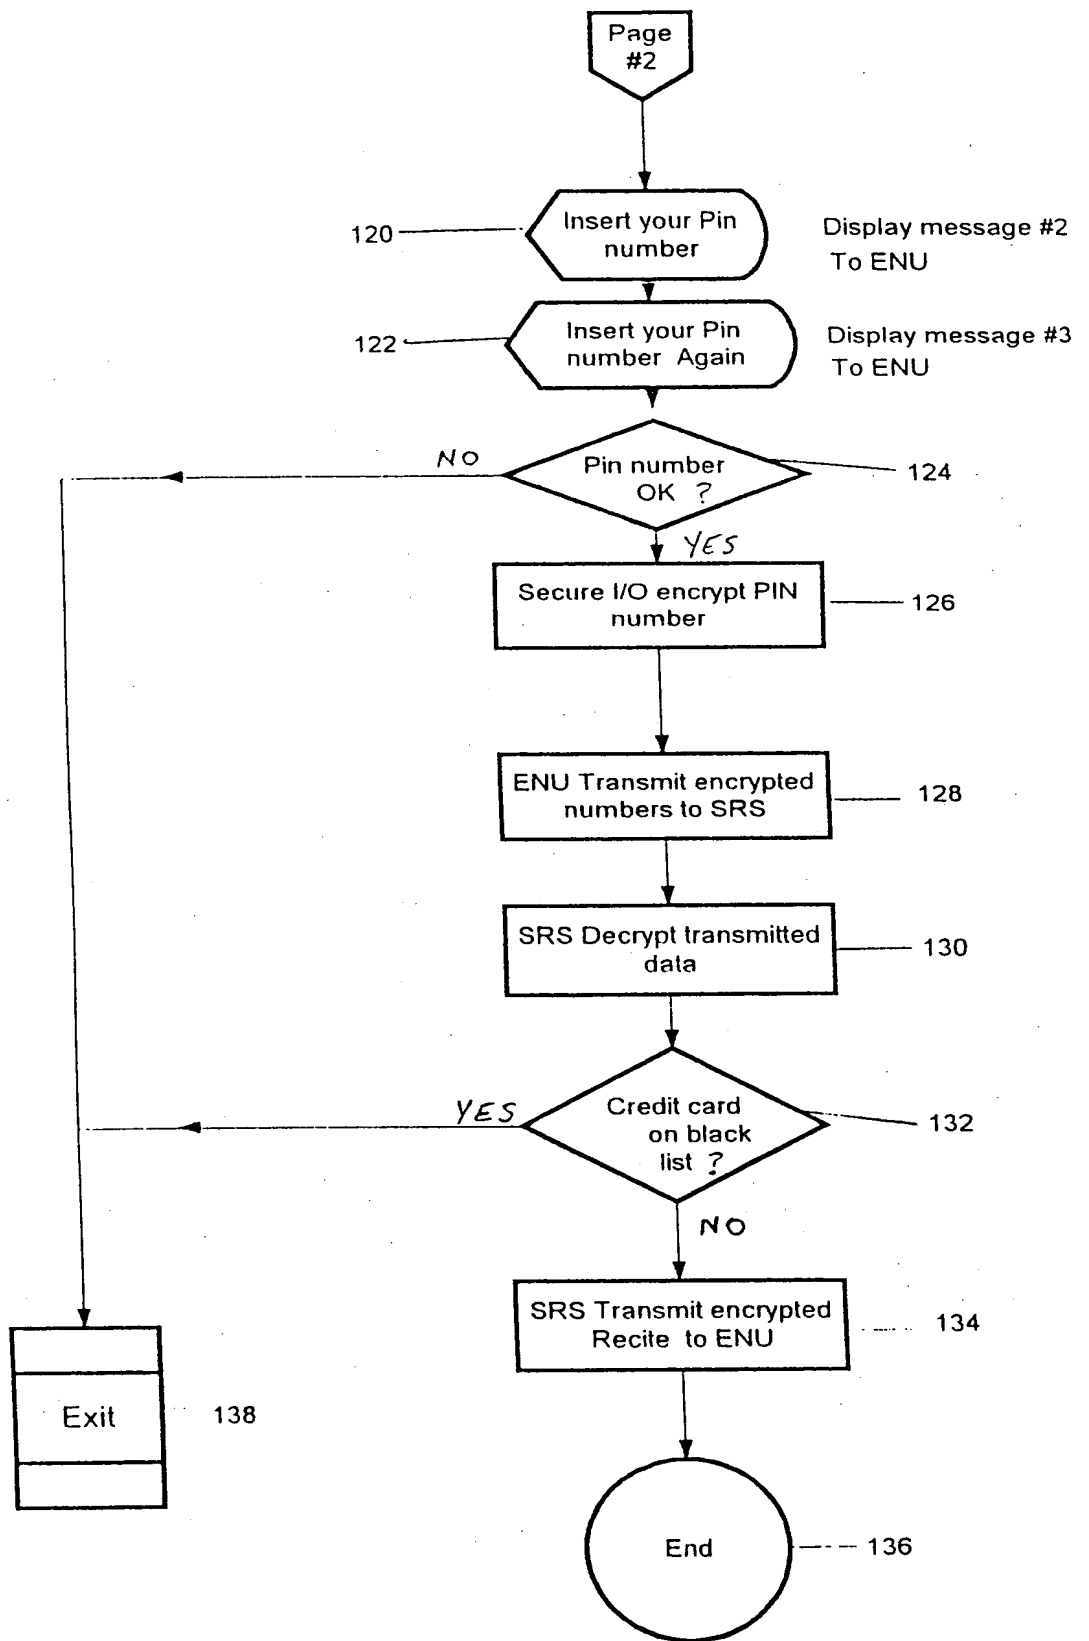 Page
#2
Insert your Pin
number
120
Display message #2
To ENU
Insert your Pin
number Again
122
Display message #3
To ENU
NO
Pin number
OK ?
124
YES
Secure I/O encrypt PIN
number
126
ENU Transmit encrypted
numbers to SRS
128
SRS Decrypt transmitted
data
130
YES
Credit card
on black
list ?
132
NO
SRS Transmit encrypted
Recite to ENU
134
Exit
138
End
136